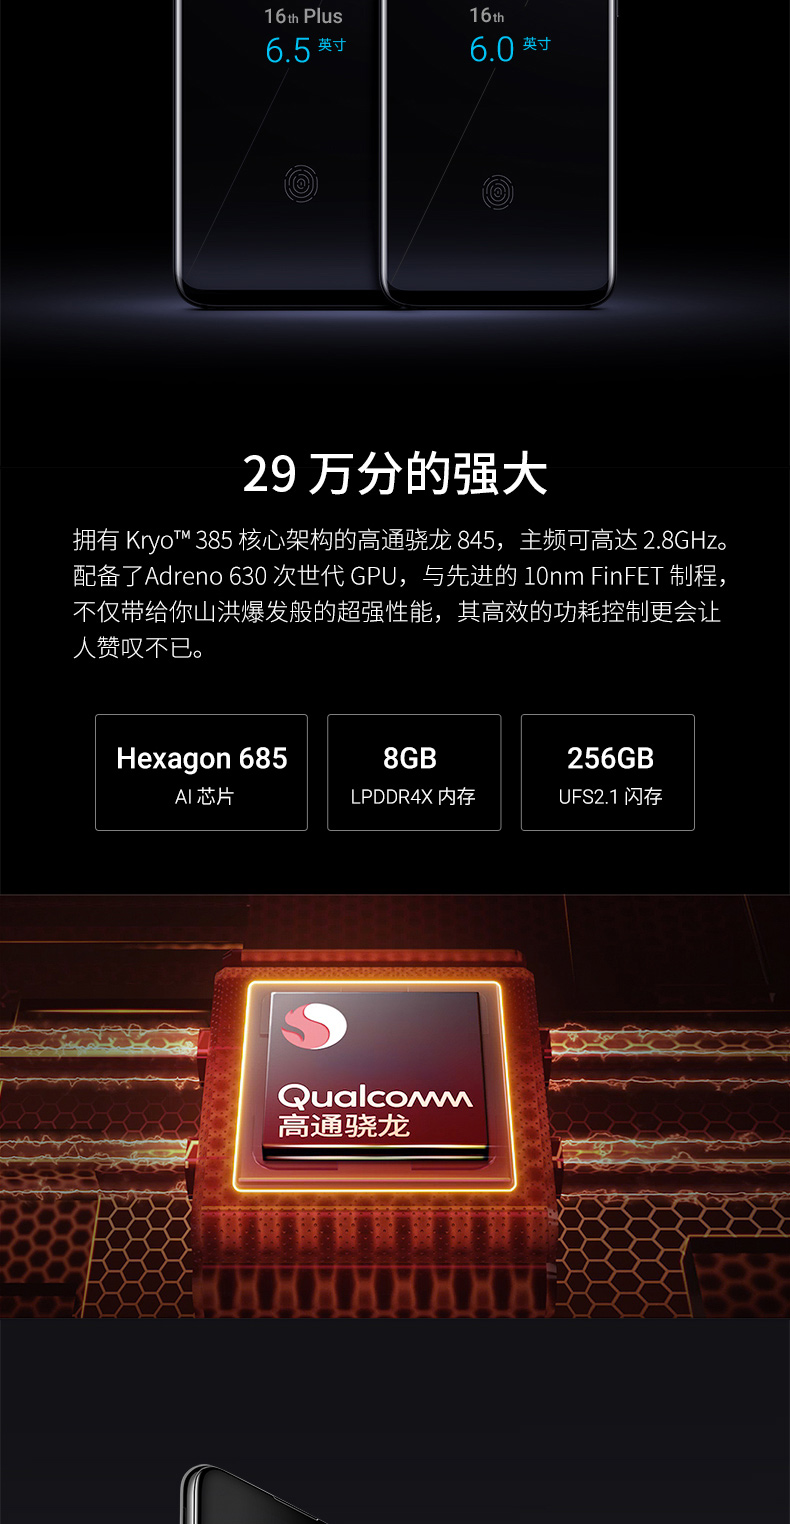 16th Plus
6.5 英寸
16th
6.0 英寸
29 万分的强大
拥有 Kryo™ 385 核心架构的高通骁龙 845，主频可高达 2.8GHz。
配备了Adreno 630 次世代 GPU，与先进的 10nm FinFET 制程，
不仅带给你山洪爆发般的超强性能，其高效的功耗控制更会让
人赞叹不已。
Hexagon 685
AI 芯片
8GB
LPDDR4X 内存
256GB
UFS2.1 闪存
Qualcomm
高通骁龙